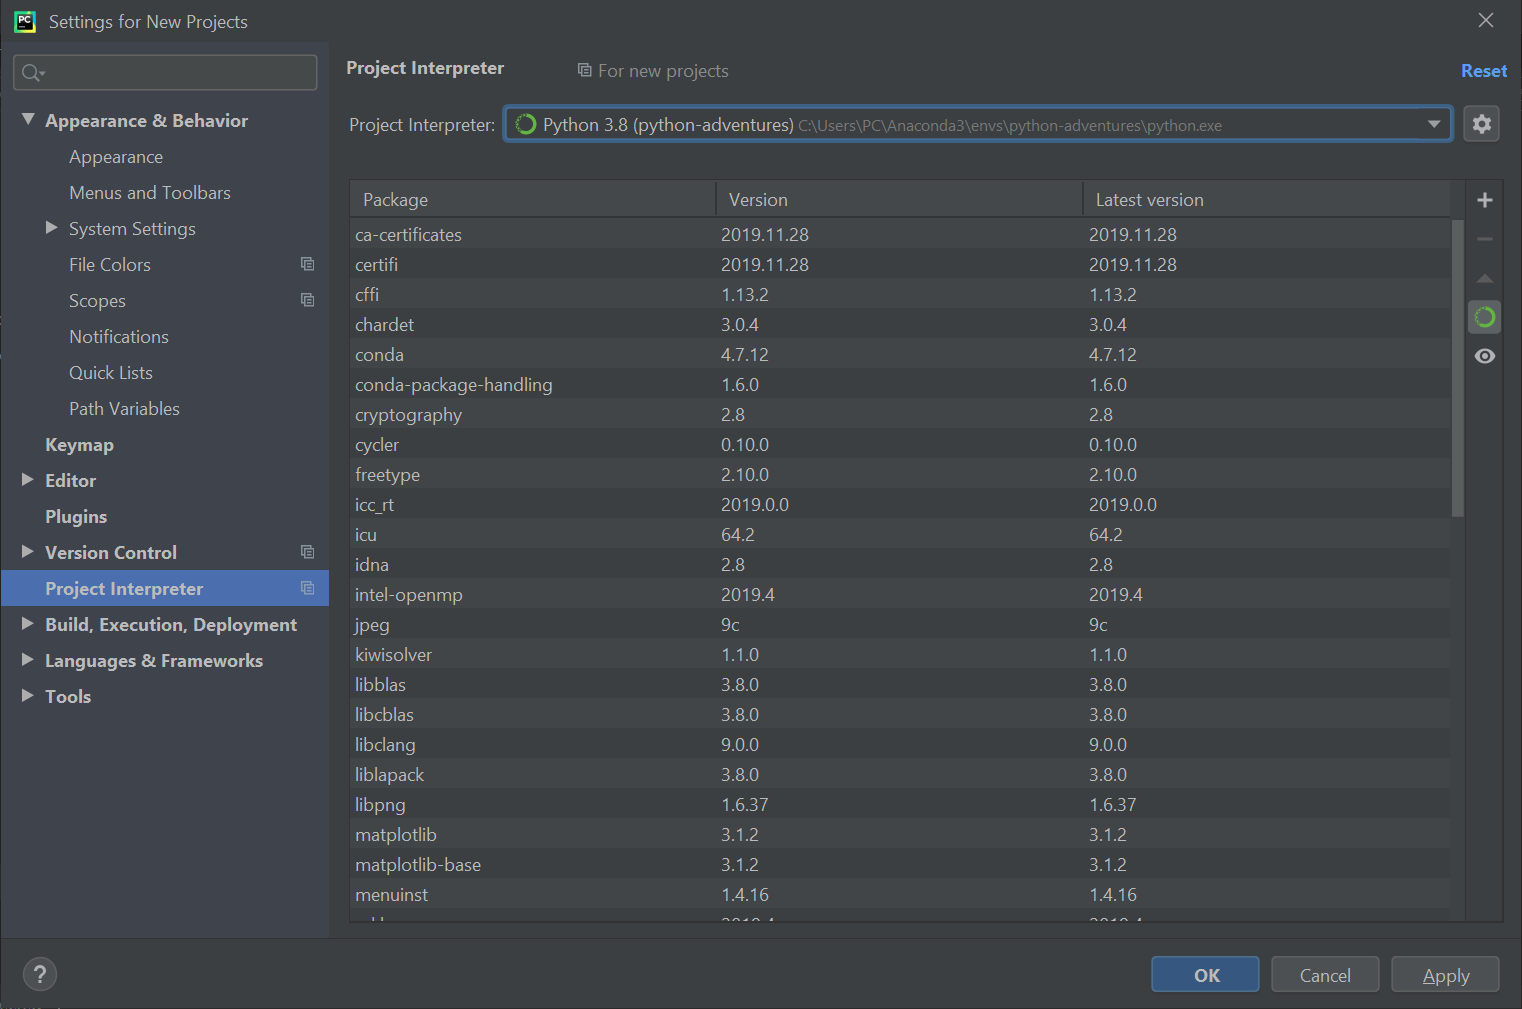 PC Settings for New Projects
Appearance & Behavior
Appearance
Menus and Toolbars
System Settings
File Colors
Scopes
Notifications
Quick Lists
Path Variables
Keymap
Editor
Plugins
Version Control
Project Interpreter
Build, Execution, Deployment
Languages & Frameworks
Tools
Project Interpreter For new projects Reset
Project Interpreter: Python 3.8 (python-adventures) C:\Users\PC\Anaconda3\envs\python-adventures\python.exe
Package Version Latest version
ca-certificates 2019.11.28 2019.11.28
certifi 2019.11.28 2019.11.28
cffi 1.13.2 1.13.2
chardet 3.0.4 3.0.4
conda 4.7.12 4.7.12
conda-package-handling 1.6.0 1.6.0
cryptography 2.8 2.8
cycler 0.10.0 0.10.0
freetype 2.10.0 2.10.0
icc_rt 2019.0.0 2019.0.0
icu 64.2 64.2
idna 2.8 2.8
intel-openmp 2019.4 2019.4
jpeg 9c 9c
kiwisolver 1.1.0 1.1.0
libblas 3.8.0 3.8.0
libcblas 3.8.0 3.8.0
libclang 9.0.0 9.0.0
liblapack 3.8.0 3.8.0
libpng 1.6.37 1.6.37
matplotlib 3.1.2 3.1.2
matplotlib-base 3.1.2 3.1.2
menuinst 1.4.16 1.4.16
? OK Cancel Apply